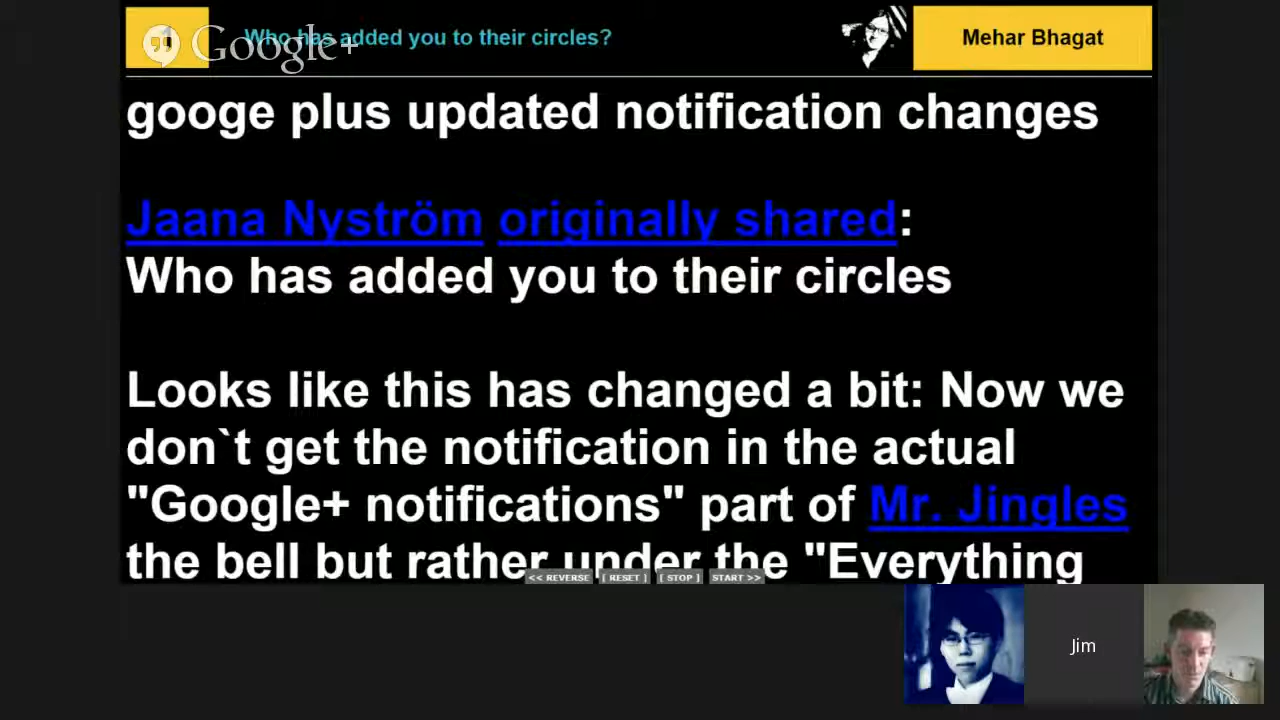 Google+
Who has added you to their circles?
Mehar Bhagat
googe plus updated notification changes
Jaana Nyström originally shared:
Who has added you to their circles
Looks like this has changed a bit: Now we
don`t get the notification in the actual
"Google+ notifications" part of Mr. Jingles
the bell but rather under the "Everything
<< REVERSE [ RESET ] [ STOP ] START >>
Jim